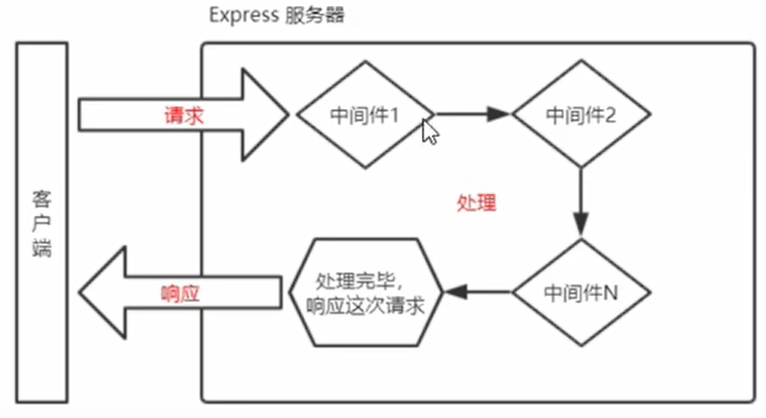 Express 服务器
请求
中间件1
中间件2
客
户
端
处理
响应
处理完毕，
响应这次请求
中间件N